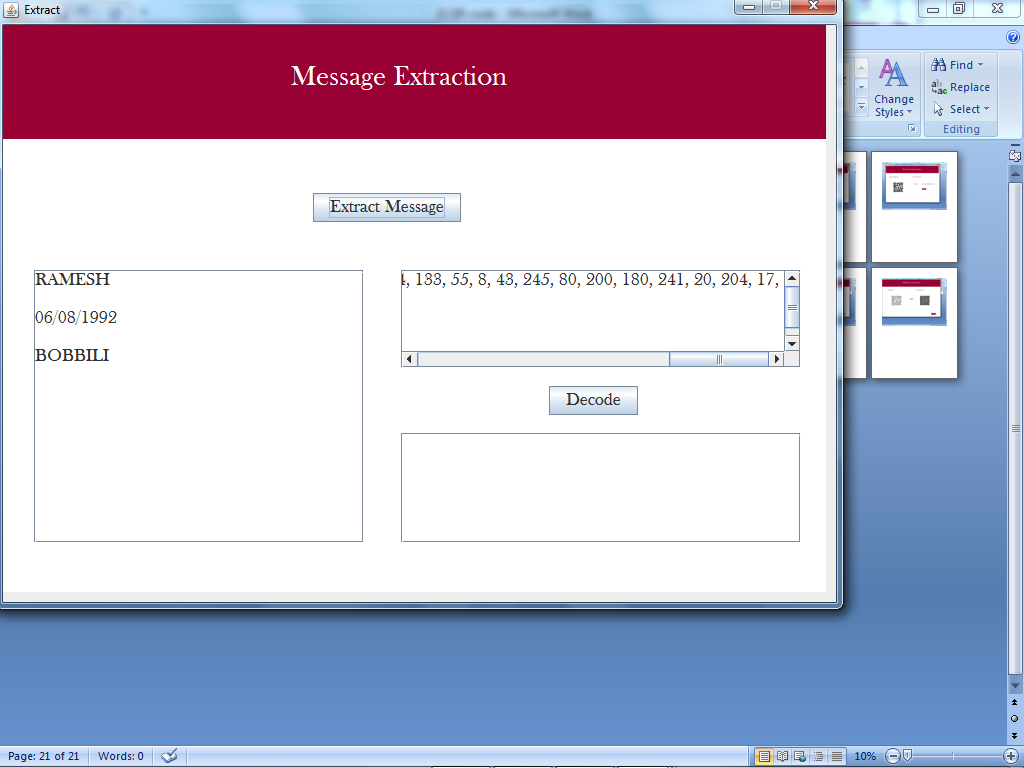 Extract
Message Extraction
Extract Message
RAMESH
06/08/1992
BOBBILI
4, 133, 55, 8, 43, 245, 80, 200, 180, 241, 20, 204, 17,
Decode
Change
Styles
Find
Replace
Select
Editing
Page: 21 of 21
Words: 0
10%